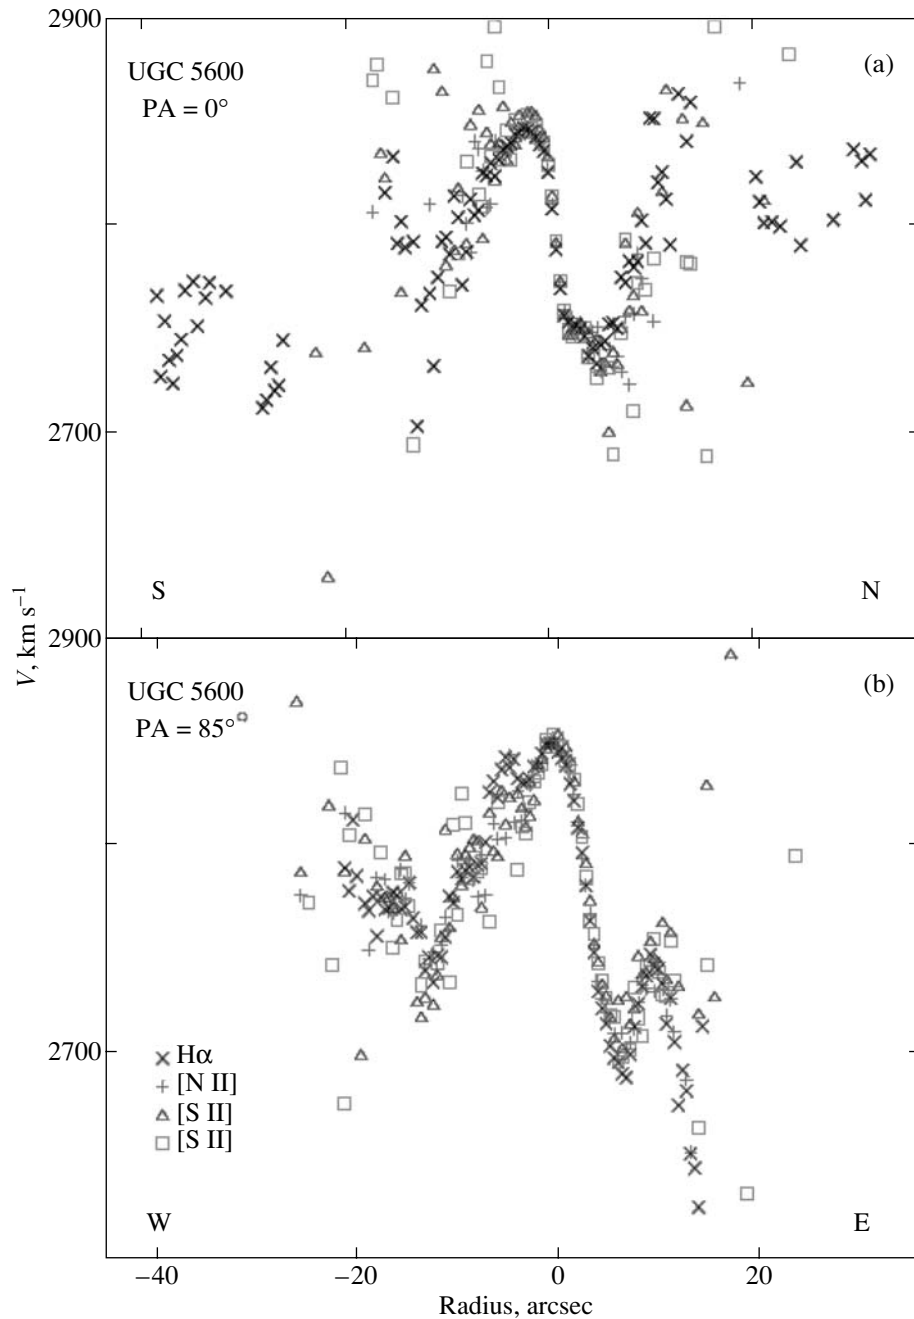 2900
UGC 5600
PA = 0°
(a)
2700
S
N
V, km s⁻¹
2900
UGC 5600
PA = 85°
(b)
2700
Hα
[N II]
[S II]
[S II]
W
E
−40
−20
0
20
Radius, arcsec